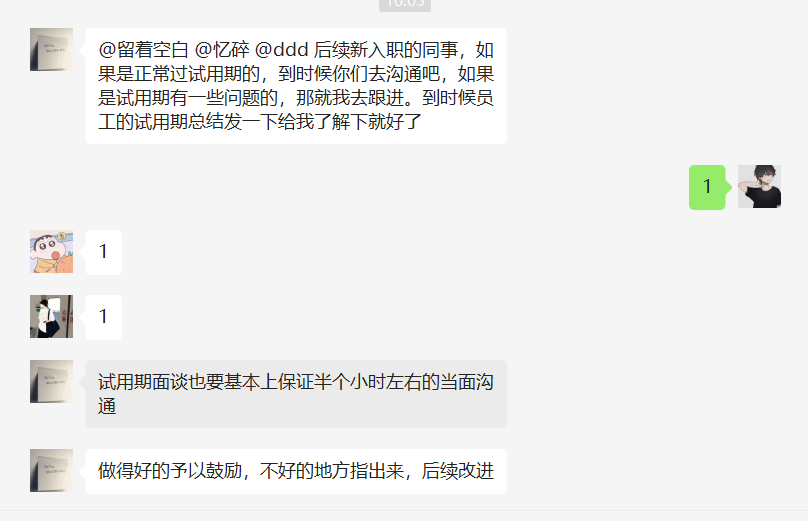 @留着空白 @忆碎 @ddd 后续新入职的同事，如
果是正常过试用期的，到时候你们去沟通吧，如果
是试用期有一些问题的，那就我去跟进。到时候员
工的试用期总结发一下给我了解下就好了
1
1
1
试用期面谈也要基本上保证半个小时左右的当面沟
通
做得好的予以鼓励，不好的地方指出来，后续改进